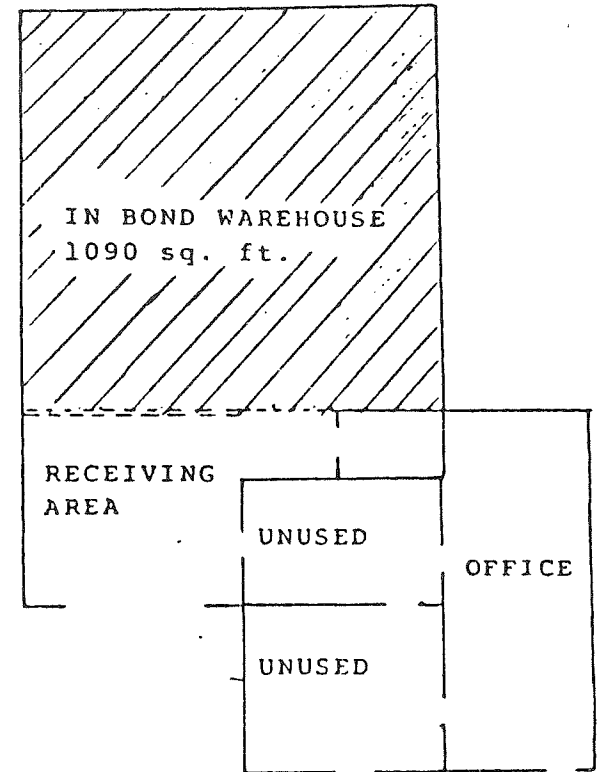 IN BOND WAREHOUSE
1090 sq. ft.
RECEIVING
AREA
UNUSED
OFFICE
UNUSED